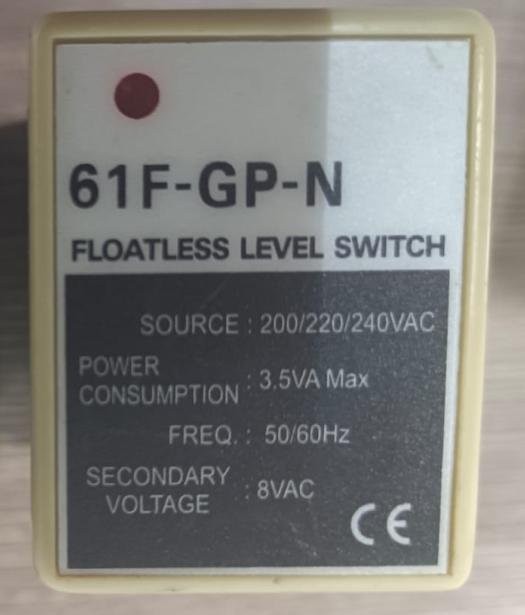 61F-GP-N
FLOATLESS LEVEL SWITCH
SOURCE : 200/220/240VAC
POWER
CONSUMPTION : 3.5VA Max
FREQ. : 50/60Hz
SECONDARY
VOLTAGE : 8VAC
CE